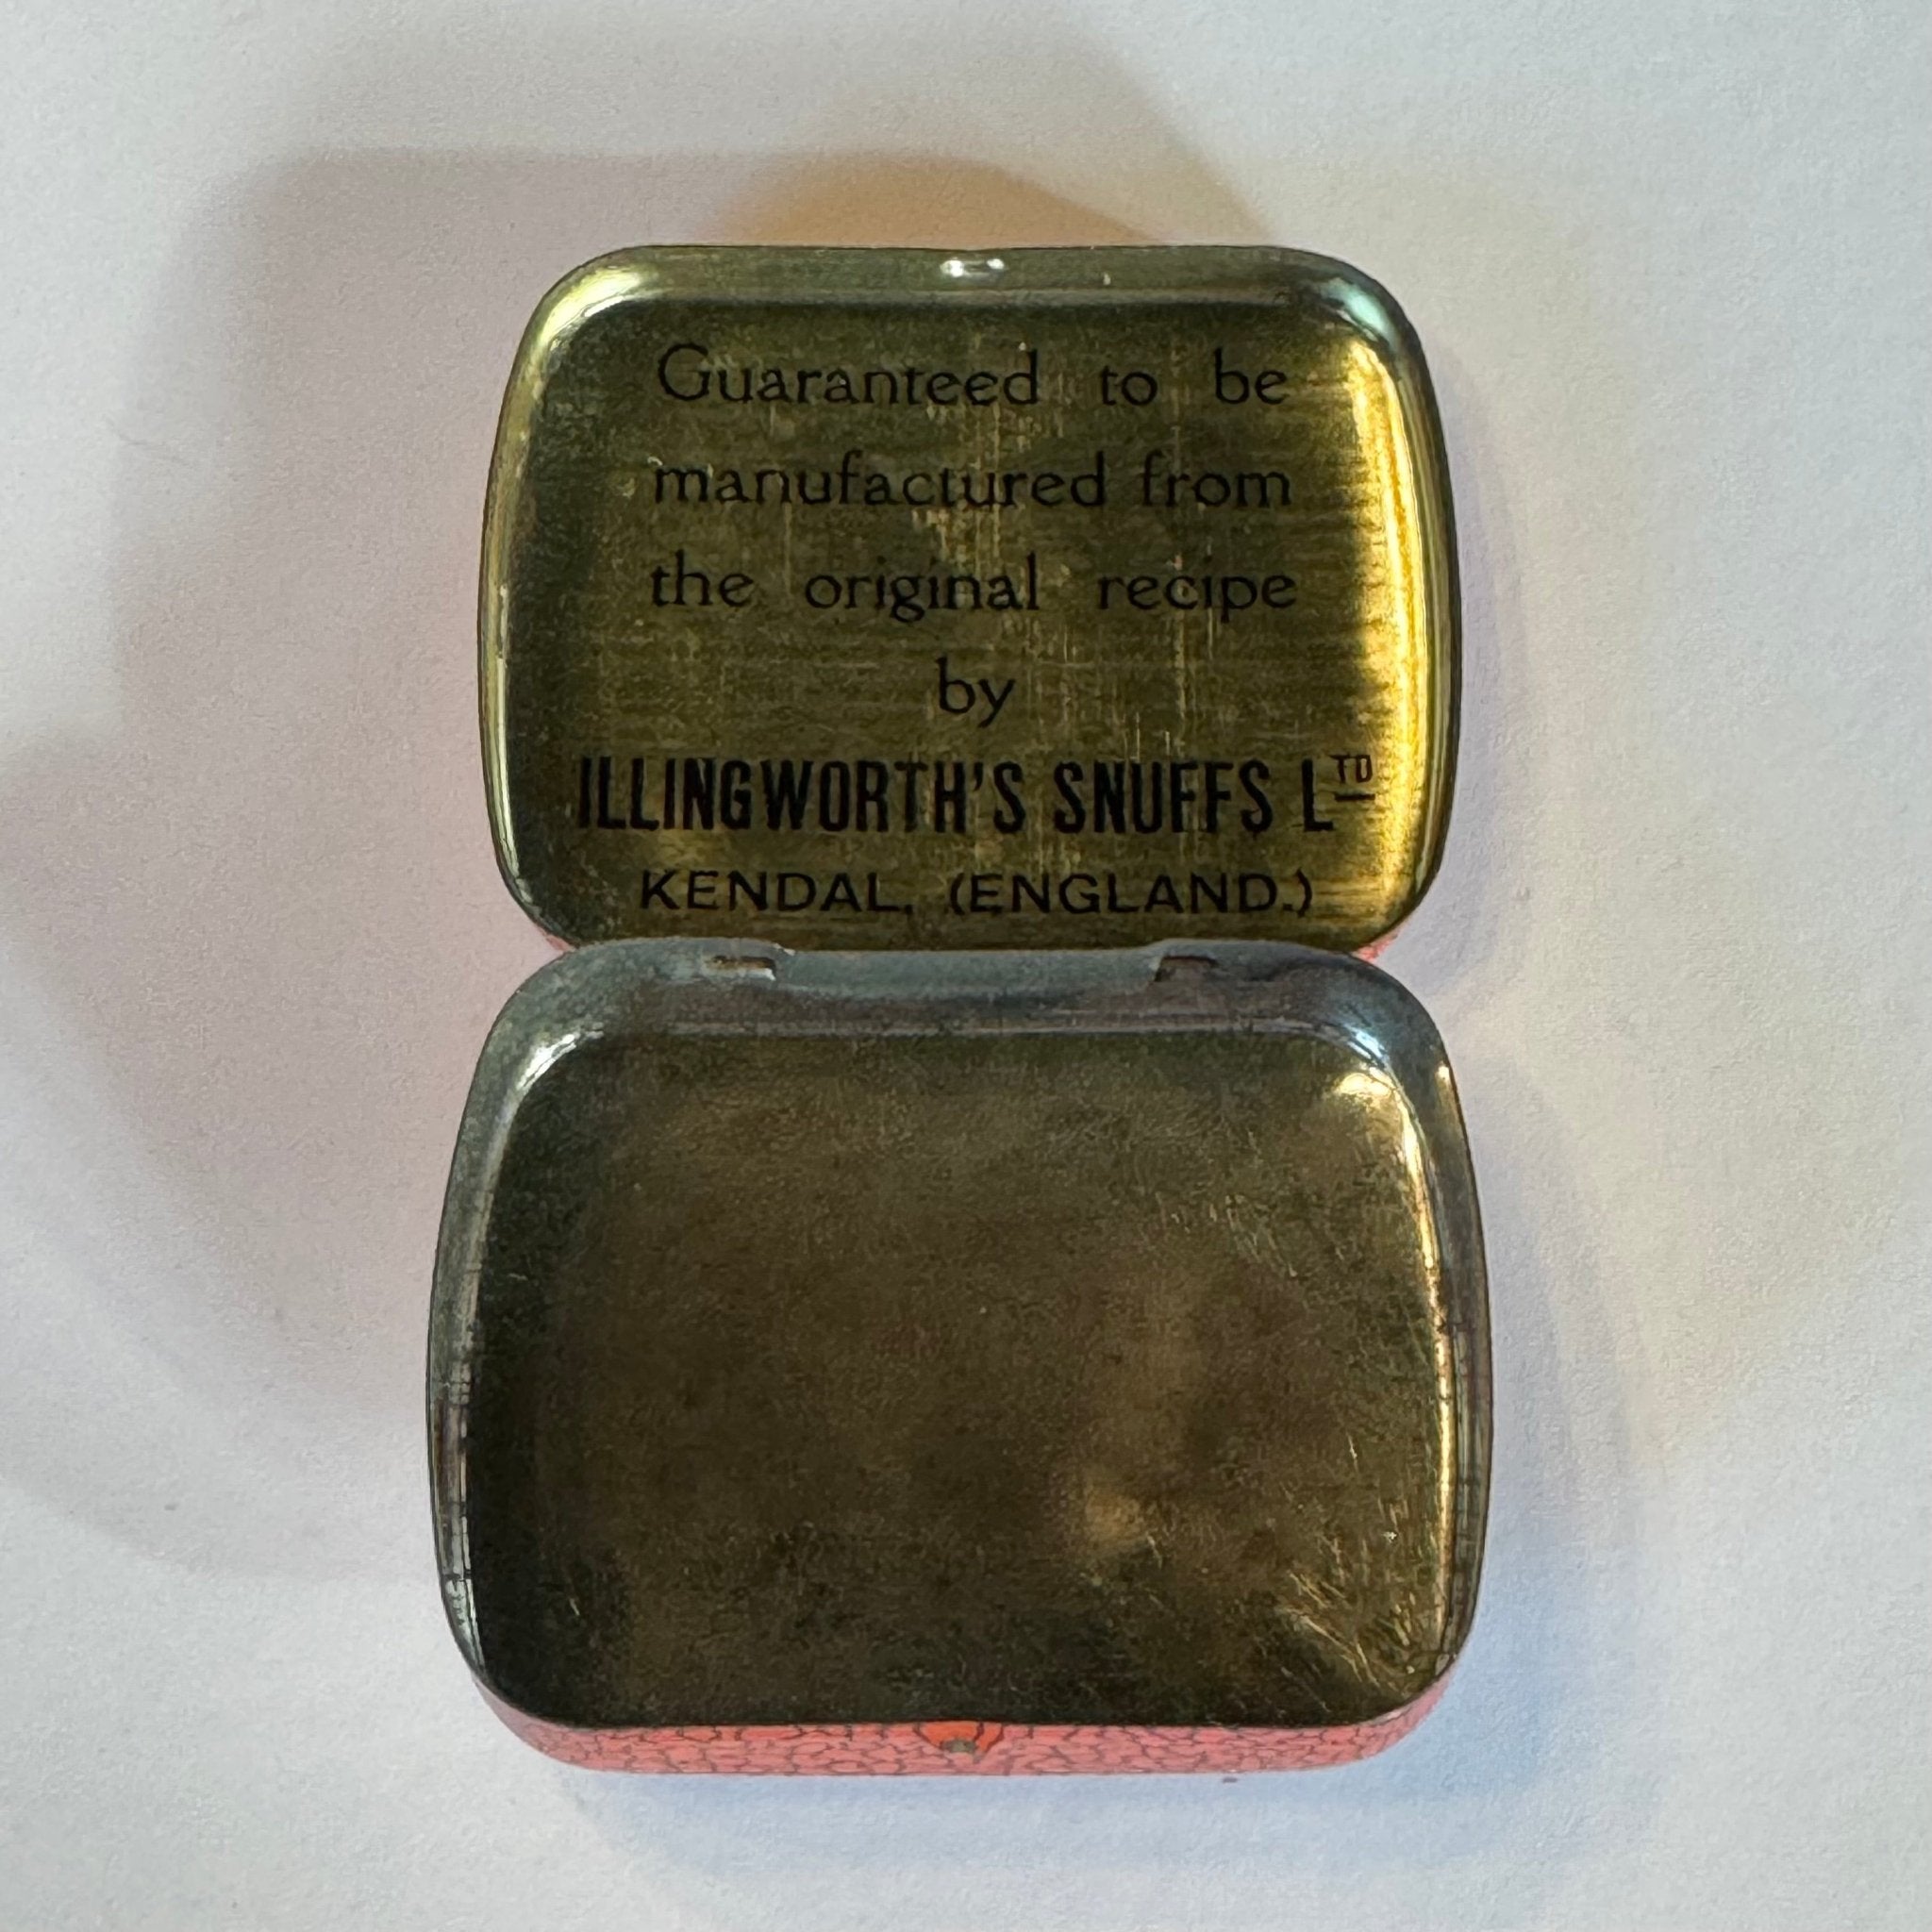 Guaranteed to be
manufactured from
the original recipe
by
ILLINGWORTH'S SNUFFS LTD
KENDAL, (ENGLAND.)